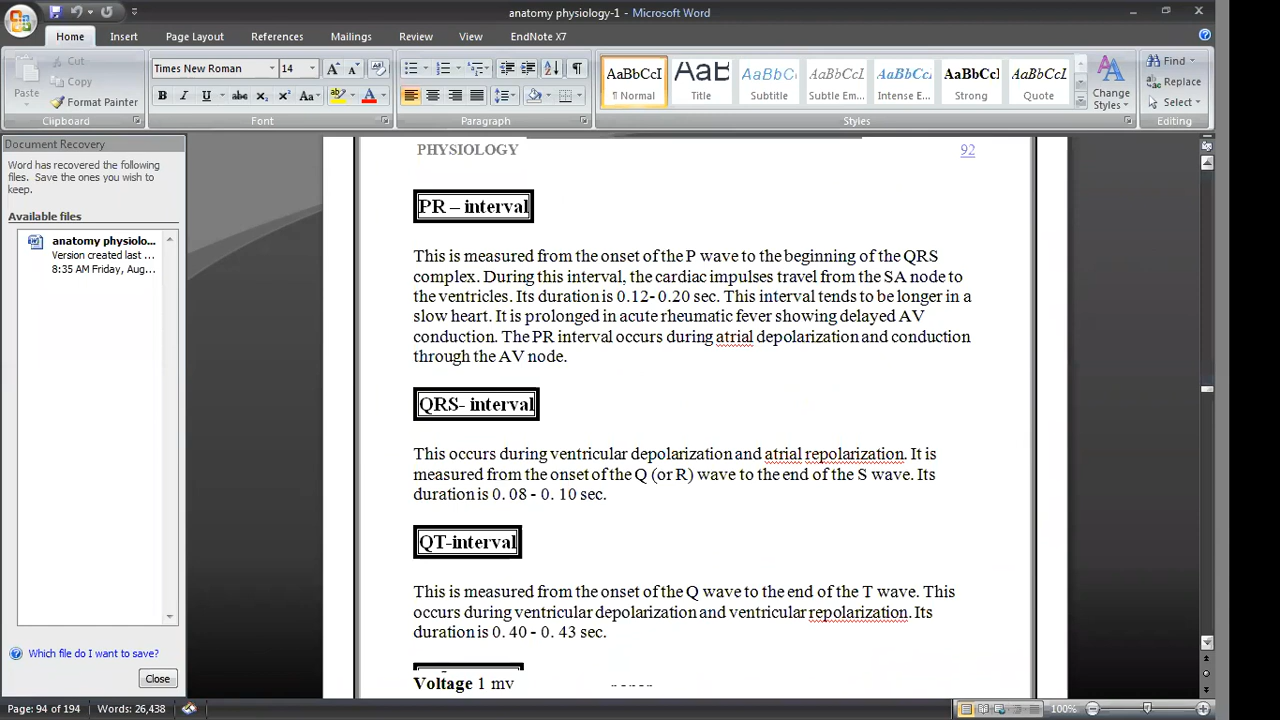 anatomy physiology-1 - Microsoft Word
Home Insert Page Layout References Mailings Review View EndNote X7
Paste
Cut
Copy
Format Painter
Clipboard
Times New Roman 14
Font
Paragraph
AaBbCcI AaB AaBbCc AaBbCcL AaBbCcL AaBbCcI AaBbCcL
¶ Normal Title Subtitle Subtle Em... Intense E... Strong Quote
Change Styles
Styles
Find
Replace
Select
Editing
Document Recovery
Word has recovered the following
files. Save the ones you wish to
keep.
Available files
anatomy physiolo...
Version created last ...
8:35 AM Friday, Aug...
Which file do I want to save?
Close
PHYSIOLOGY 92
PR – interval
This is measured from the onset of the P wave to the beginning of the QRS
complex. During this interval, the cardiac impulses travel from the SA node to
the ventricles. Its duration is 0.12- 0.20 sec. This interval tends to be longer in a
slow heart. It is prolonged in acute rheumatic fever showing delayed AV
conduction. The PR interval occurs during atrial depolarization and conduction
through the AV node.
QRS- interval
This occurs during ventricular depolarization and atrial repolarization. It is
measured from the onset of the Q (or R) wave to the end of the S wave. Its
duration is 0. 08 - 0. 10 sec.
QT-interval
This is measured from the onset of the Q wave to the end of the T wave. This
occurs during ventricular depolarization and ventricular repolarization. Its
duration is 0. 40 - 0. 43 sec.
Voltage 1 mv
Page: 94 of 194 Words: 26,438 100%